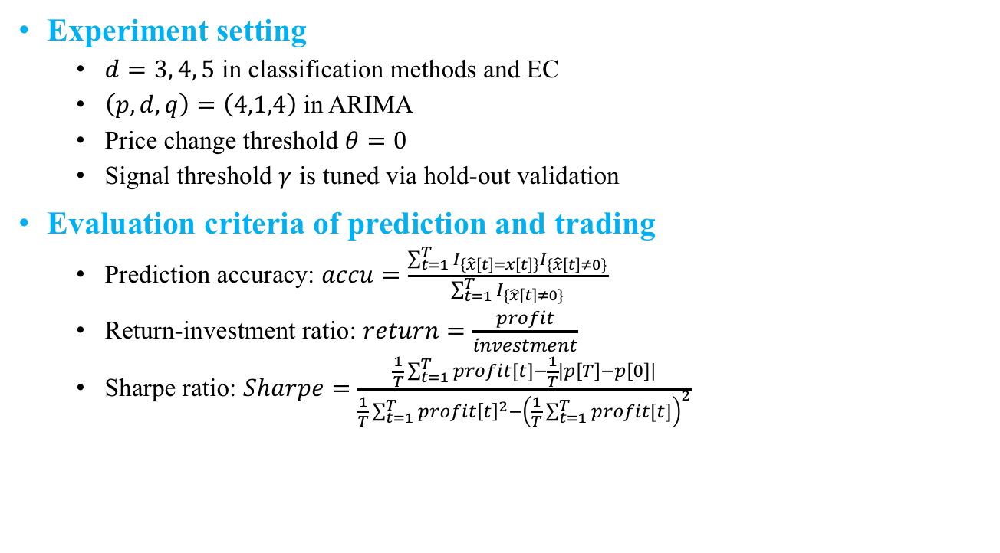 • Experiment setting
• d = 3, 4, 5 in classification methods and EC
• (p, d, q) = (4,1,4) in ARIMA
• Price change threshold θ = 0
• Signal threshold γ is tuned via hold-out validation
• Evaluation criteria of prediction and trading
• Prediction accuracy: accu = \frac{\sum_{t=1}^{T} I_{\{\hat{x}[t]=x[t]\}} I_{\{\hat{x}[t]≠0\}}}{\sum_{t=1}^{T} I_{\{\hat{x}[t]≠0\}}}
• Return-investment ratio: return = \frac{profit}{investment}
• Sharpe ratio: Sharpe = \frac{\frac{1}{T}\sum_{t=1}^{T} profit[t]-\frac{1}{T}|p[T]-p[0]|}{\frac{1}{T}\sum_{t=1}^{T} profit[t]^2-\left(\frac{1}{T}\sum_{t=1}^{T} profit[t]\right)^2}